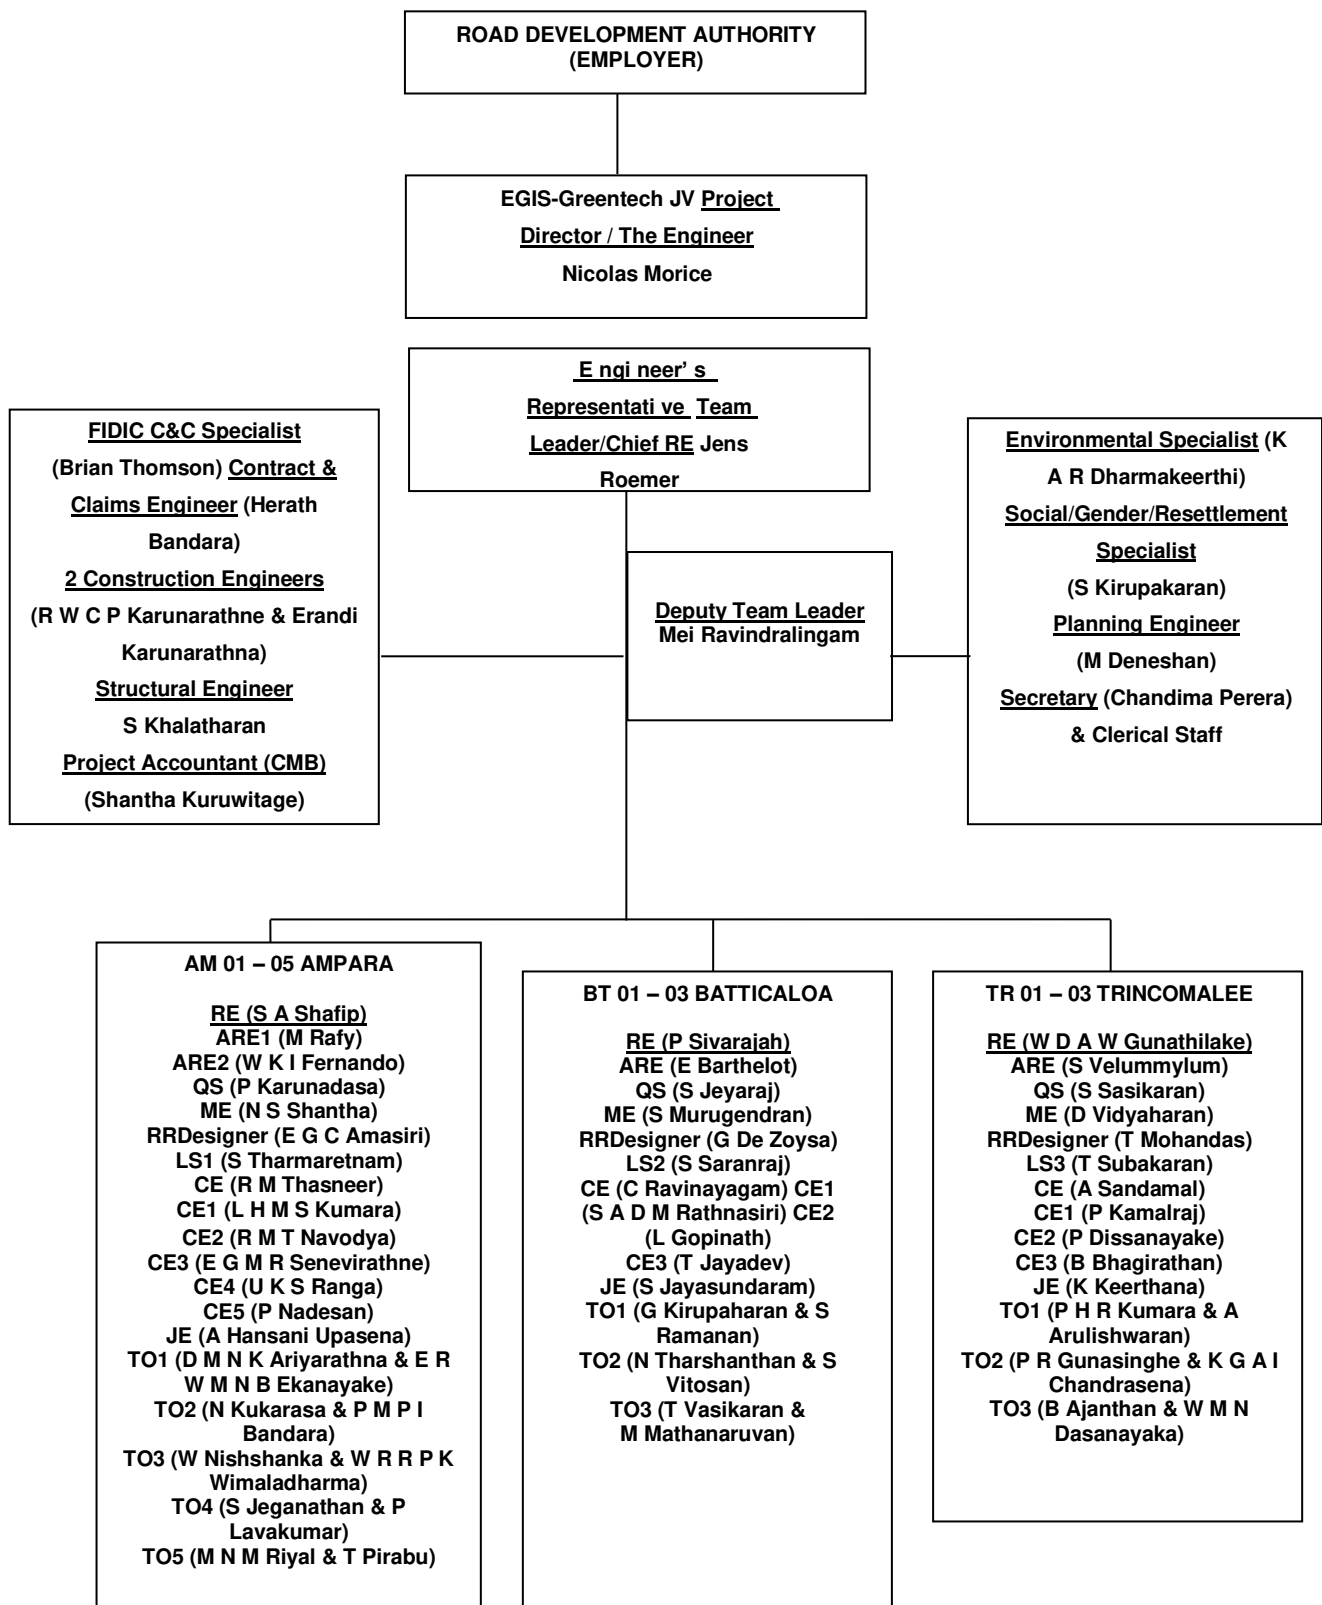 ROAD DEVELOPMENT AUTHORITY
(EMPLOYER)
EGIS-Greentech JV Project
Director / The Engineer
Nicolas Morice
E ngi neer’ s
Representati ve Team
Leader/Chief RE Jens
Roemer
FIDIC C&C Specialist
(Brian Thomson) Contract &
Claims Engineer (Herath
Bandara)
2 Construction Engineers
(R W C P Karunarathne & Erandi
Karunarathna)
Structural Engineer
S Khalatharan
Project Accountant (CMB)
(Shantha Kuruwitage)
Deputy Team Leader
Mei Ravindralingam
Environmental Specialist (K
A R Dharmakeerthi)
Social/Gender/Resettlement
Specialist
(S Kirupakaran)
Planning Engineer
(M Deneshan)
Secretary (Chandima Perera)
& Clerical Staff
AM 01 – 05 AMPARA
RE (S A Shafip)
ARE1 (M Rafy)
ARE2 (W K I Fernando)
QS (P Karunadasa)
ME (N S Shantha)
RRDesigner (E G C Amasiri)
LS1 (S Tharmaretnam)
CE (R M Thasneer)
CE1 (L H M S Kumara)
CE2 (R M T Navodya)
CE3 (E G M R Senevirathne)
CE4 (U K S Ranga)
CE5 (P Nadesan)
JE (A Hansani Upasena)
TO1 (D M N K Ariyarathna & E R
W M N B Ekanayake)
TO2 (N Kukarasa & P M P I
Bandara)
TO3 (W Nishshanka & W R R P K
Wimaladharma)
TO4 (S Jeganathan & P
Lavakumar)
TO5 (M N M Riyal & T Pirabu)
BT 01 – 03 BATTICALOA
RE (P Sivarajah)
ARE (E Barthelot)
QS (S Jeyaraj)
ME (S Murugendran)
RRDesigner (G De Zoysa)
LS2 (S Saranraj)
CE (C Ravinayagam) CE1
(S A D M Rathnasiri) CE2
(L Gopinath)
CE3 (T Jayadev)
JE (S Jayasundaram)
TO1 (G Kirupaharan & S
Ramanan)
TO2 (N Tharshanthan & S
Vitosan)
TO3 (T Vasikaran &
M Mathanaruvan)
TR 01 – 03 TRINCOMALEE
RE (W D A W Gunathilake)
ARE (S Velummylum)
QS (S Sasikaran)
ME (D Vidyaharan)
RRDesigner (T Mohandas)
LS3 (T Subakaran)
CE (A Sandamal)
CE1 (P Kamalraj)
CE2 (P Dissanayake)
CE3 (B Bhagirathan)
JE (K Keerthana)
TO1 (P H R Kumara & A
Arulishwaran)
TO2 (P R Gunasinghe & K G A I
Chandrasena)
TO3 (B Ajanthan & W M N
Dasanayaka)